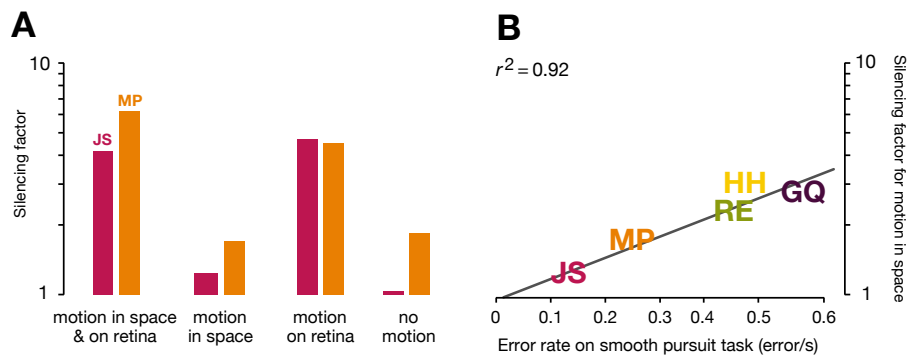 A
B
10
Silencing factor
1
JS
MP
motion in space
& on retina
motion
in space
motion
on retina
no
motion
r² = 0.92
HH
GQ
RE
MP
JS
0
0.1
0.2
0.3
0.4
0.5
0.6
Error rate on smooth pursuit task (error/s)
10
1
Silencing factor for motion in space